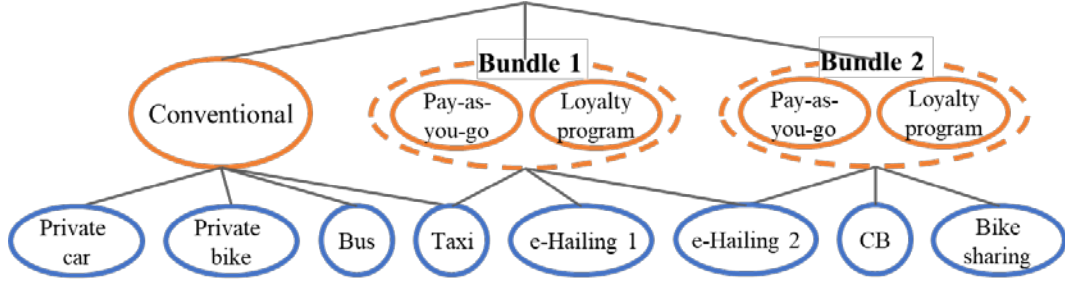 Bundle 1
Bundle 2
Conventional
Pay-as-
you-go
Loyalty
program
Pay-as-
you-go
Loyalty
program
Private
car
Private
bike
Bus
Taxi
e-Hailing 1
e-Hailing 2
CB
Bike
sharing